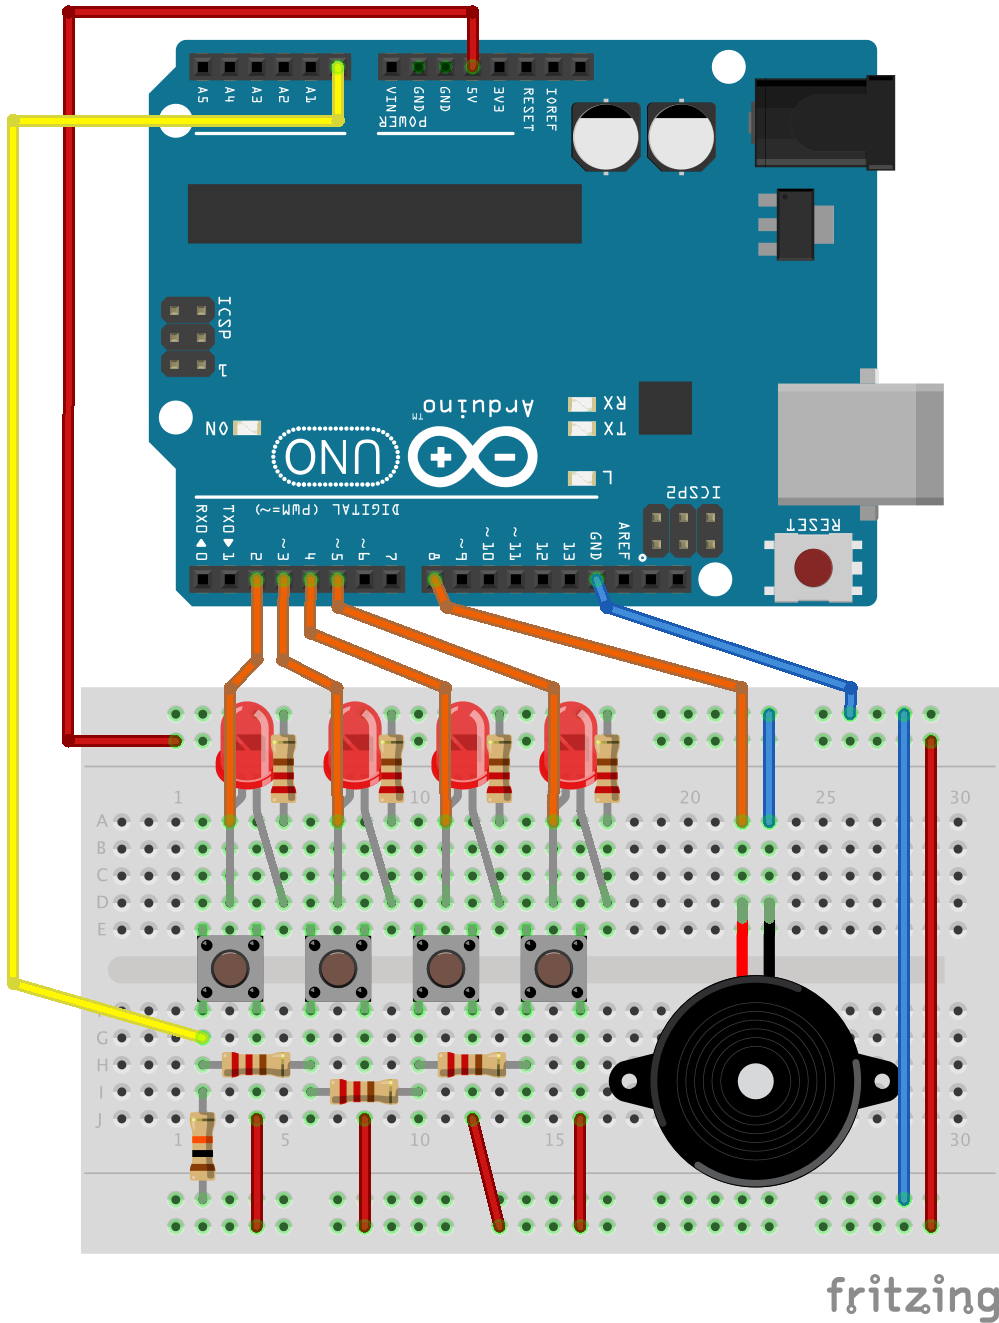 A5 A4 A3 A2 A1 VIN GND GND 5V 3V3 RESET IOREF
POWER
ICSP
1
ON
UNO
Arduino
TM
RX
TX
L
ICSP2
RESET
DIGITAL (PWM=~)
RX0 ◀ 0 TX0 ▶ 1 2 ~3 4 ~5 ~6 7 8 ~9 ~10 ~11 12 13 GND AREF
1 10 20 25 30
A
B
C
D
E
G
H
I
J
1 5 10 15 30
fritzing